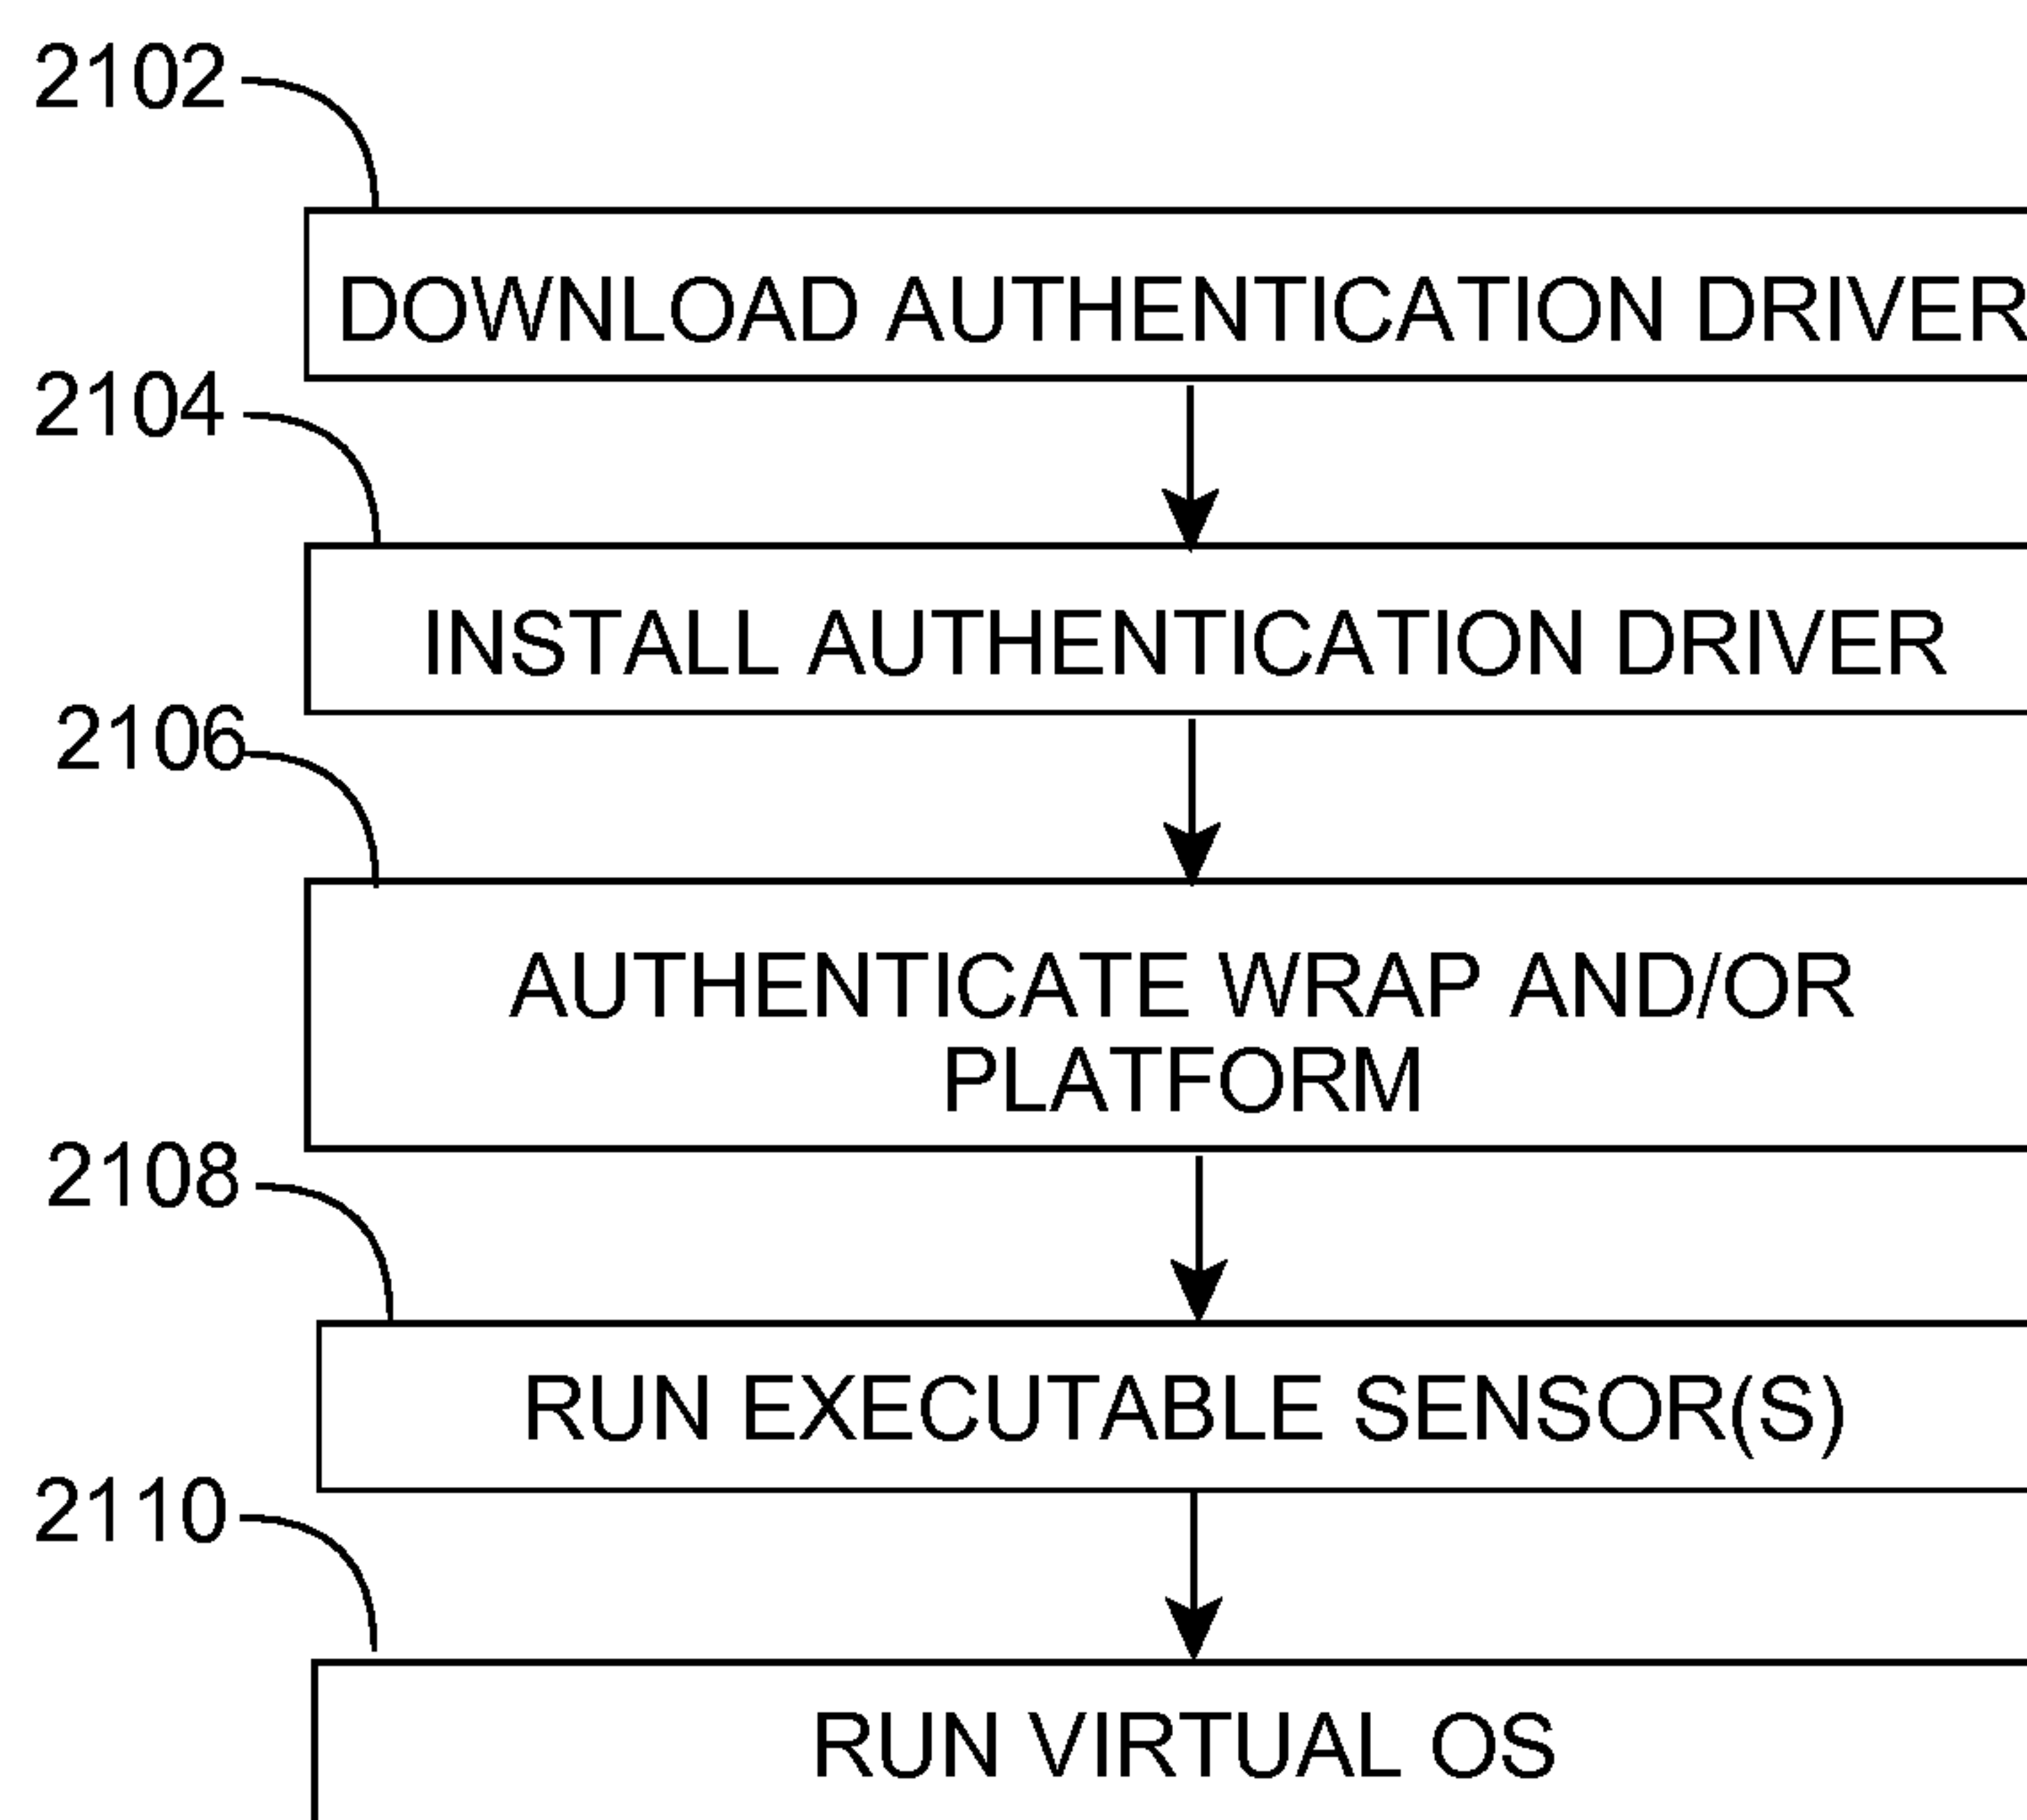 2102
DOWNLOAD AUTHENTICATION DRIVER
2104
INSTALL AUTHENTICATION DRIVER
2106
AUTHENTICATE WRAP AND/OR
PLATFORM
2108
RUN EXECUTABLE SENSOR(S)
2110
RUN VIRTUAL OS